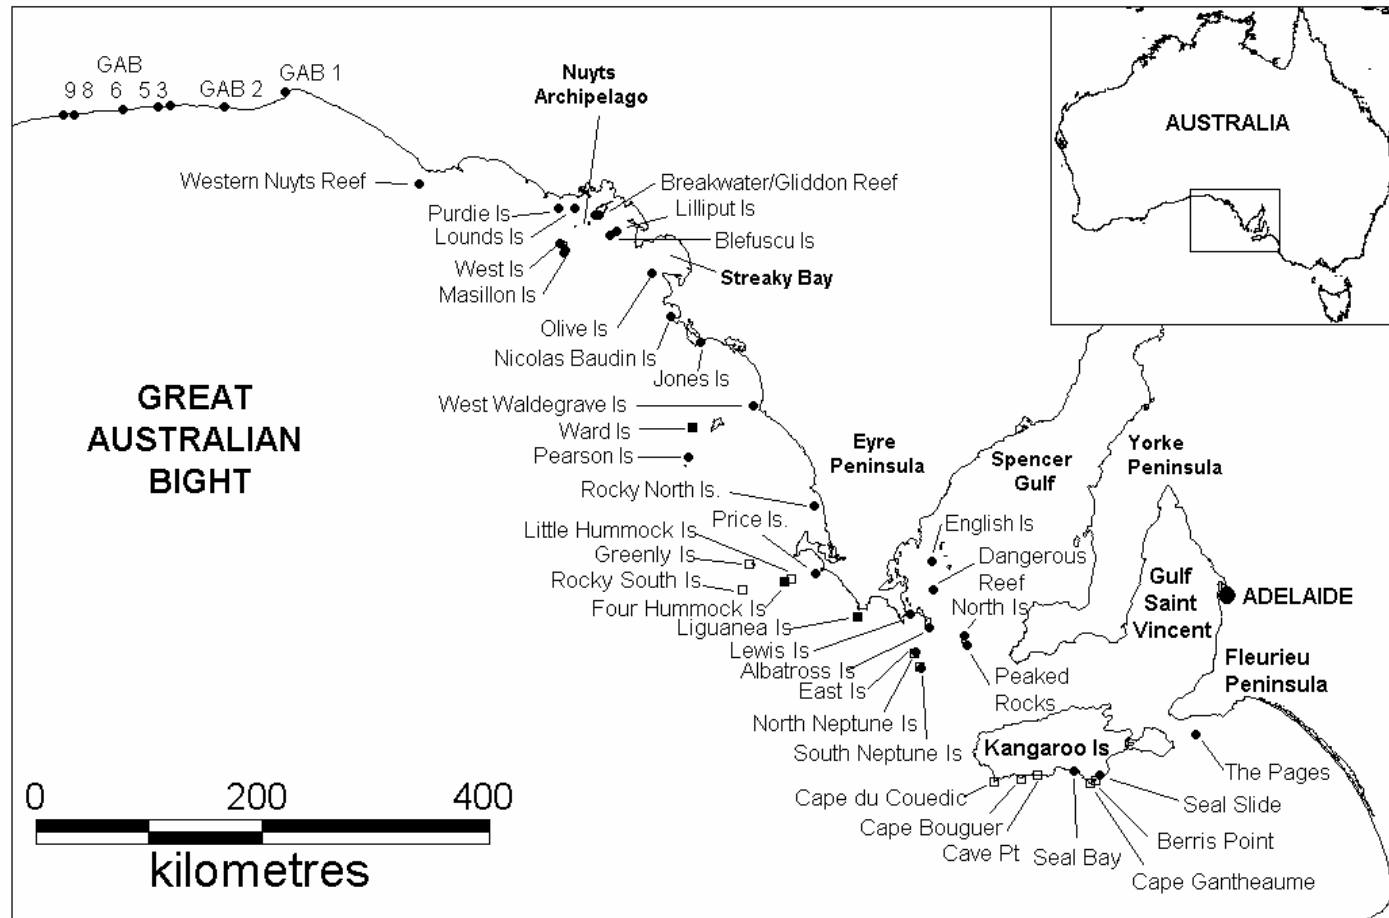 GAB
9 8 6 5 3
GAB 2
GAB 1
Nuyts
Archipelago
AUSTRALIA
Western Nuyts Reef
Breakwater/Gliddon Reef
Purdie Is
Lilliput Is
Lounds Is
Blefuscu Is
West Is
Masillon Is
Streaky Bay
Olive Is
Nicolas Baudin Is
Jones Is
GREAT
AUSTRALIAN
BIGHT
West Waldegrave Is
Ward Is
Pearson Is
Eyre
Peninsula
Spencer
Gulf
Yorke
Peninsula
Rocky North Is.
Price Is.
Little Hummock Is
Greenly Is
Rocky South Is
Four Hummock Is
Liguanea Is
Lewis Is
Albatross Is
East Is
North Neptune Is
South Neptune Is
English Is
Dangerous
Reef
North Is
Peaked
Rocks
Gulf
Saint
Vincent
ADELAIDE
Fleurieu
Peninsula
Kangaroo Is
The Pages
Cape du Couedic
Cape Bouguer
Cave Pt
Seal Bay
Seal Slide
Berris Point
Cape Gantheaume
0 200 400
kilometres